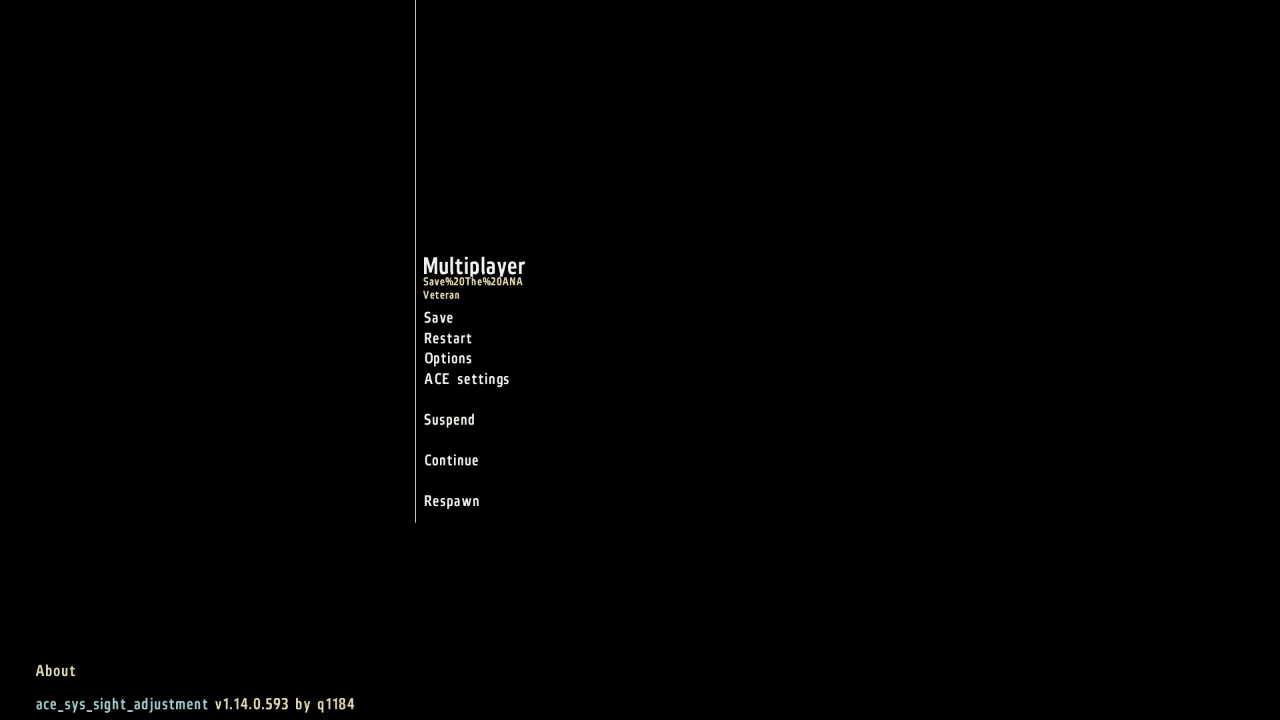 Multiplayer
Save%20The%20ANA
Veteran
Save
Restart
Options
ACE settings
Suspend
Continue
Respawn
About
ace_sys_sight_adjustment v1.14.0.593 by q1184